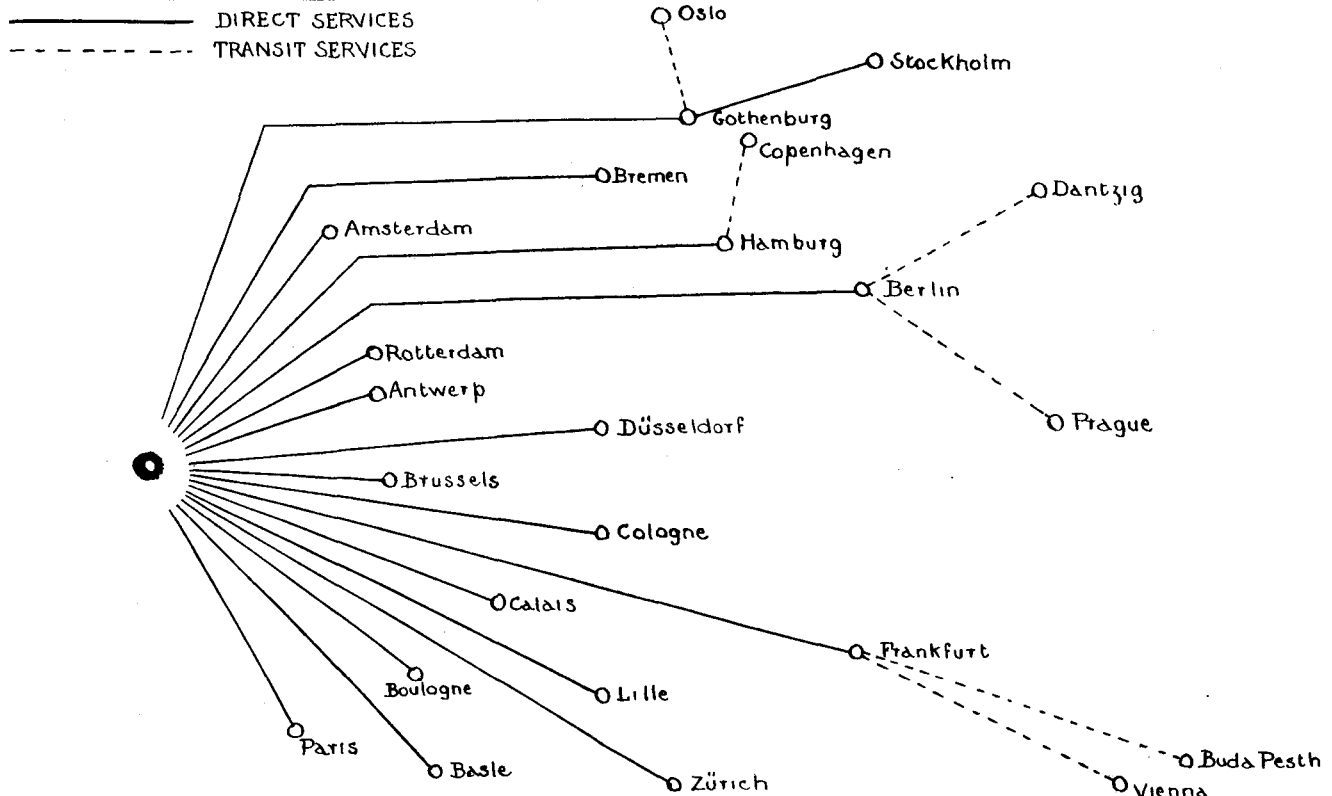 DIRECT SERVICES
TRANSIT SERVICES
Oslo
Stockholm
Gothenburg
Copenhagen
Bremen
Dantzig
Amsterdam
Hamburg
Berlin
Rotterdam
Antwerp
Düsseldorf
Prague
Brussels
Cologne
Calais
Frankfurt
Boulogne
Lille
Paris
Basle
Zürich
Buda Pesth
Vienna